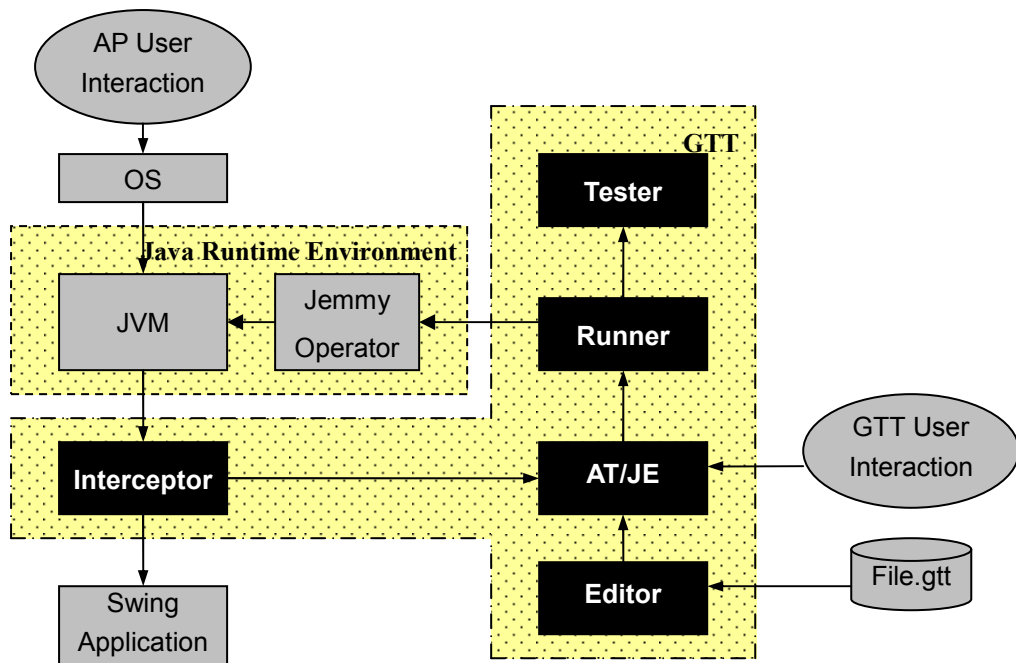 AP User
Interaction
GTT
OS
Tester
Java Runtime Environment
JVM
Jemmy
Operator
Runner
GTT User
Interaction
Interceptor
AT/JE
File.gtt
Editor
Swing
Application